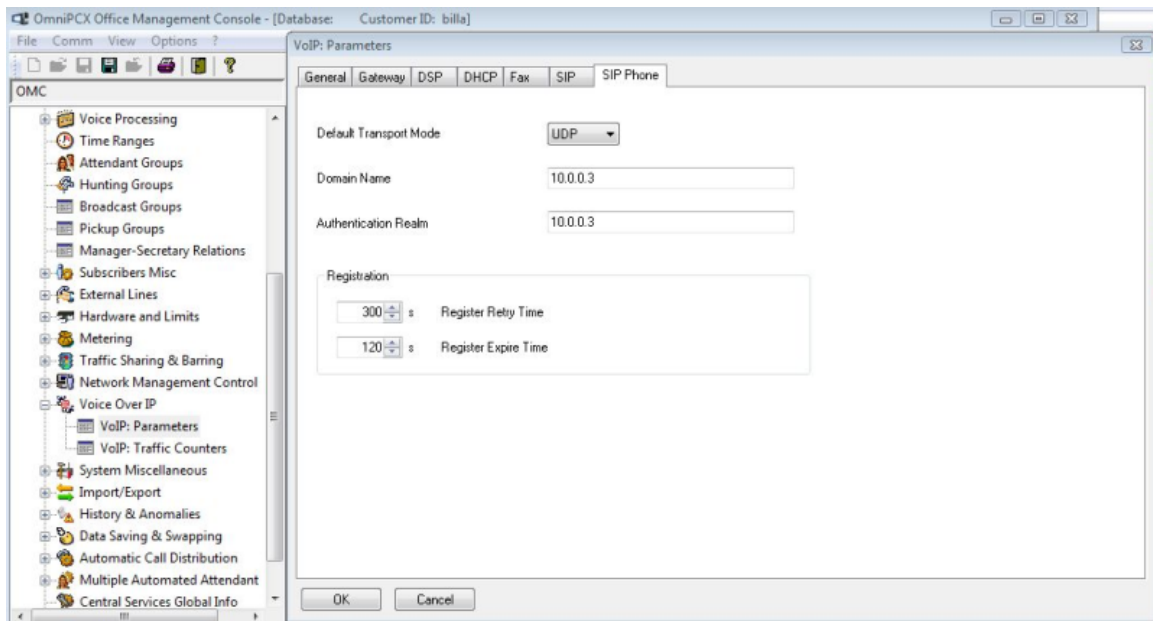 OmniPCX Office Management Console - [Database: Customer ID: billa]
File Comm View Options ?
OMC
Voice Processing
Time Ranges
Attendant Groups
Hunting Groups
Broadcast Groups
Pickup Groups
Manager-Secretary Relations
Subscribers Misc
External Lines
Hardware and Limits
Metering
Traffic Sharing & Barring
Network Management Control
Voice Over IP
VoIP: Parameters
VoIP: Traffic Counters
System Miscellaneous
Import/Export
History & Anomalies
Data Saving & Swapping
Automatic Call Distribution
Multiple Automated Attendant
Central Services Global Info
VoIP: Parameters
General Gateway DSP DHCP Fax SIP SIP Phone
Default Transport Mode UDP
Domain Name 10.0.0.3
Authentication Realm 10.0.0.3
Registration
300 s Register Retry Time
120 s Register Expire Time
OK Cancel